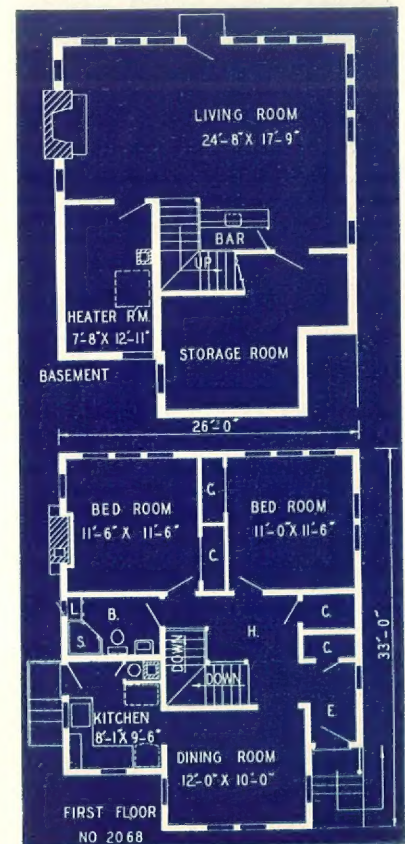 LIVING ROOM
24'-8" X 17'-9"
BAR
UP
HEATER RM.
7'-8" X 12'-11"
STORAGE ROOM
BASEMENT
26'-0"
BED ROOM
11'-6" X 11'-6"
C.
C.
BED ROOM
11'-0" X 11'-6"
L.
S.
B.
DOWN
H.
C.
C.
33'-0"
DOWN
E.
KITCHEN
8'-1" X 9'-6"
DINING ROOM
12'-0" X 10'-0"
FIRST FLOOR
NO 2068